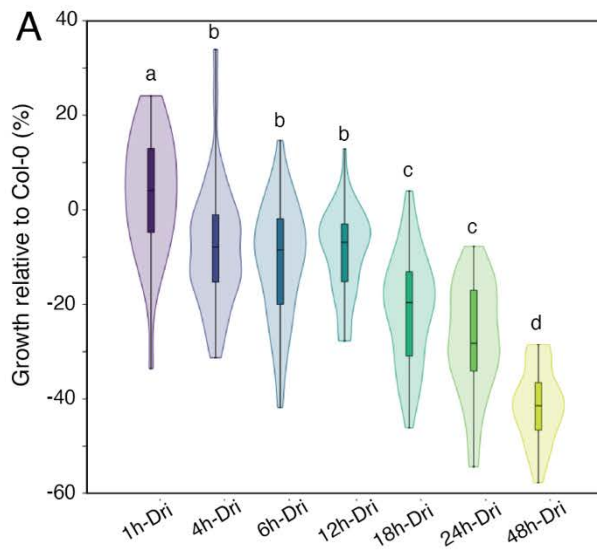 A
Growth relative to Col-0 (%)
40
20
0
-20
-40
-60
a
b
b
b
c
c
d
1h-Dri
4h-Dri
6h-Dri
12h-Dri
18h-Dri
24h-Dri
48h-Dri